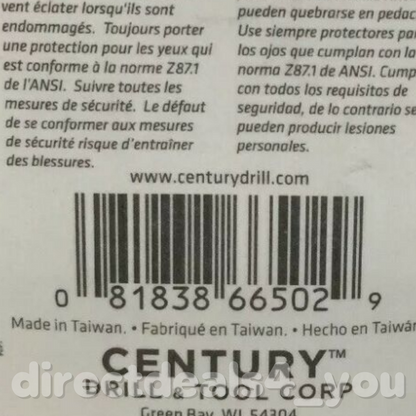 vent éclater lorsqu'ils sont
endommagés. Toujours porter
une protection pour les yeux qui
est conforme à la norme Z87.1
de l'ANSI. Suivre toutes les
mesures de sécurité. Le défaut
de se conformer aux mesures
de sécurité risque d'entraîner
des blessures.
pueden quebrarse en pedac
Use siempre protectores pa
los ojos que cumplan con la
norma Z87.1 de ANSI. Cump
con todos los requisitos de
seguridad, de lo contrario se
pueden producir lesiones
personales.
www.centurydrill.com
0 81838 66502 9
Made in Taiwan. • Fabriqué en Taiwan. • Hecho en Taiwán
CENTURY™
DRILL & TOOL CORP
Green Bay, WI 54304
directdeals4_you